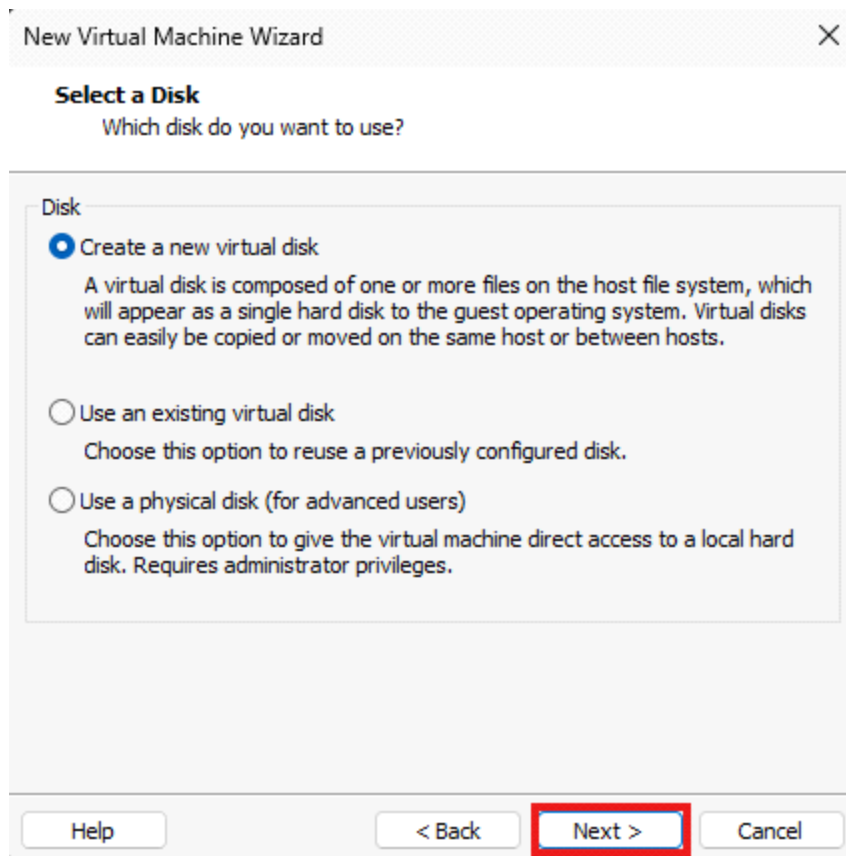 New Virtual Machine Wizard
Select a Disk
Which disk do you want to use?
Disk
Create a new virtual disk
A virtual disk is composed of one or more files on the host file system, which
will appear as a single hard disk to the guest operating system. Virtual disks
can easily be copied or moved on the same host or between hosts.
Use an existing virtual disk
Choose this option to reuse a previously configured disk.
Use a physical disk (for advanced users)
Choose this option to give the virtual machine direct access to a local hard
disk. Requires administrator privileges.
Help < Back Next > Cancel